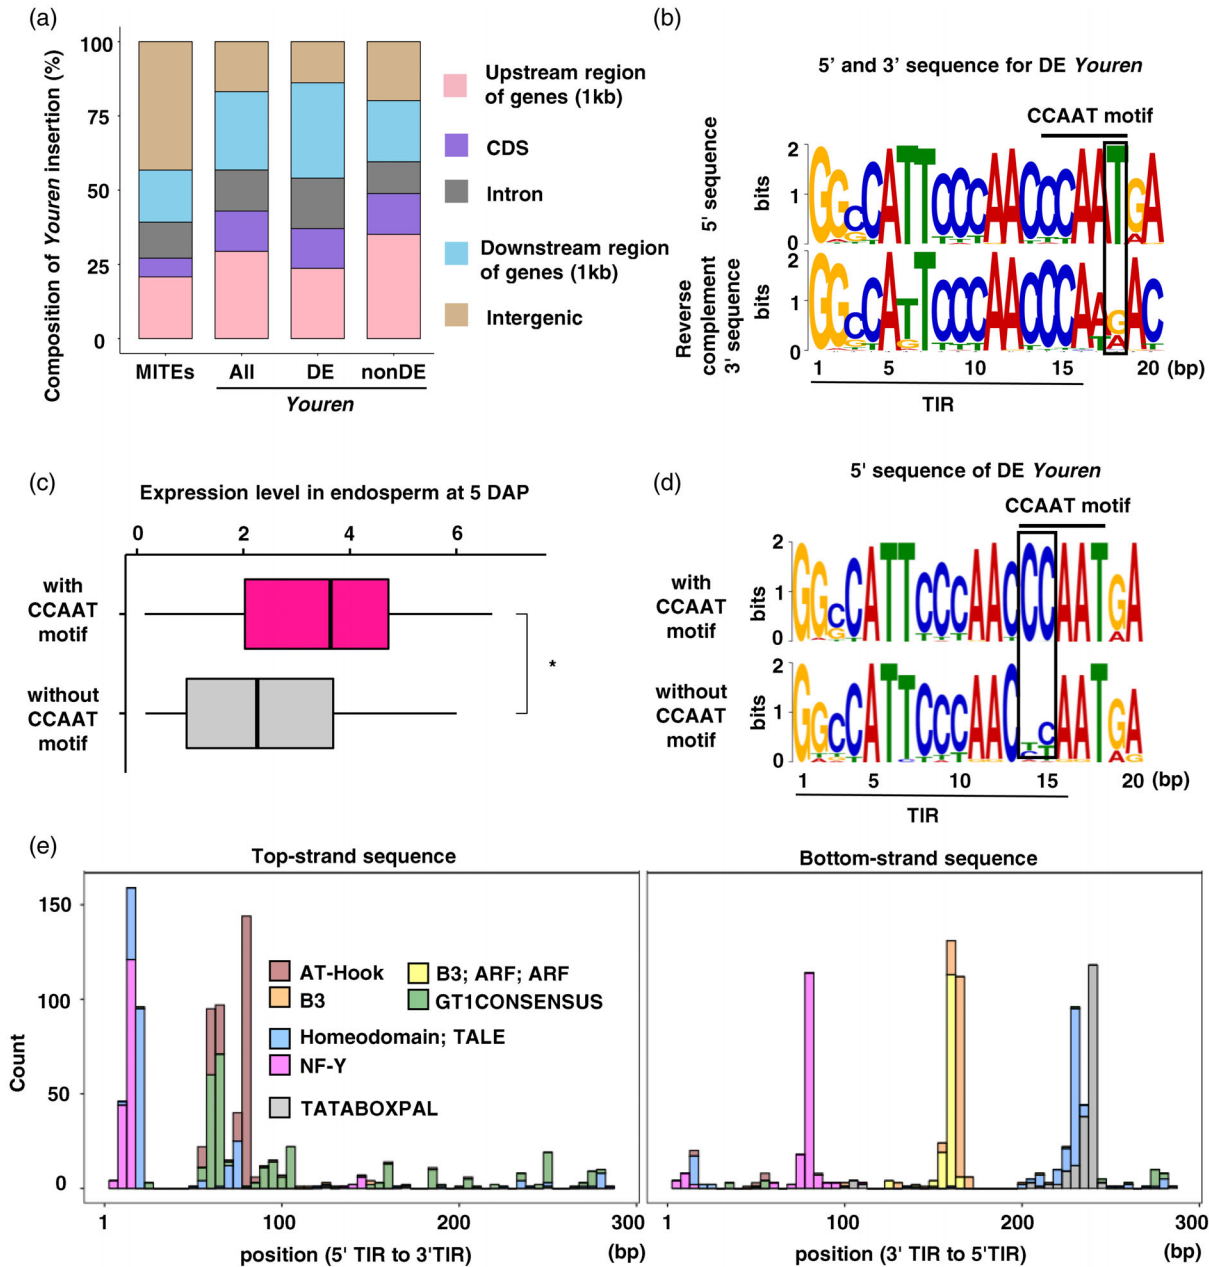 (a)
Composition of Youren insertion (%)
100
75
50
25
0
MITEs
All
DE
nonDE
Youren
Upstream region
of genes (1kb)
CDS
Intron
Downstream region
of genes (1kb)
Intergenic
(b)
5' and 3' sequence for DE Youren
CCAAT motif
5' sequence
bits
2
1
0
Reverse
complement
3' sequence
bits
2
1
0
1
5
10
15
20
(bp)
TIR
(c)
Expression level in endosperm at 5 DAP
0
2
4
6
with
CCAAT
motif
without
CCAAT
motif
*
(d)
5' sequence of DE Youren
CCAAT motif
with
CCAAT
motif
bits
2
1
0
without
CCAAT
motif
bits
2
1
0
1
5
10
15
20
(bp)
TIR
(e)
Top-strand sequence
Bottom-strand sequence
Count
150
100
50
0
AT-Hook
B3
Homeodomain; TALE
NF-Y
TATABOXPAL
B3; ARF; ARF
GT1CONSENSUS
1
100
200
300
position (5' TIR to 3'TIR)
(bp)
1
100
200
300
position (3' TIR to 5'TIR)
(bp)